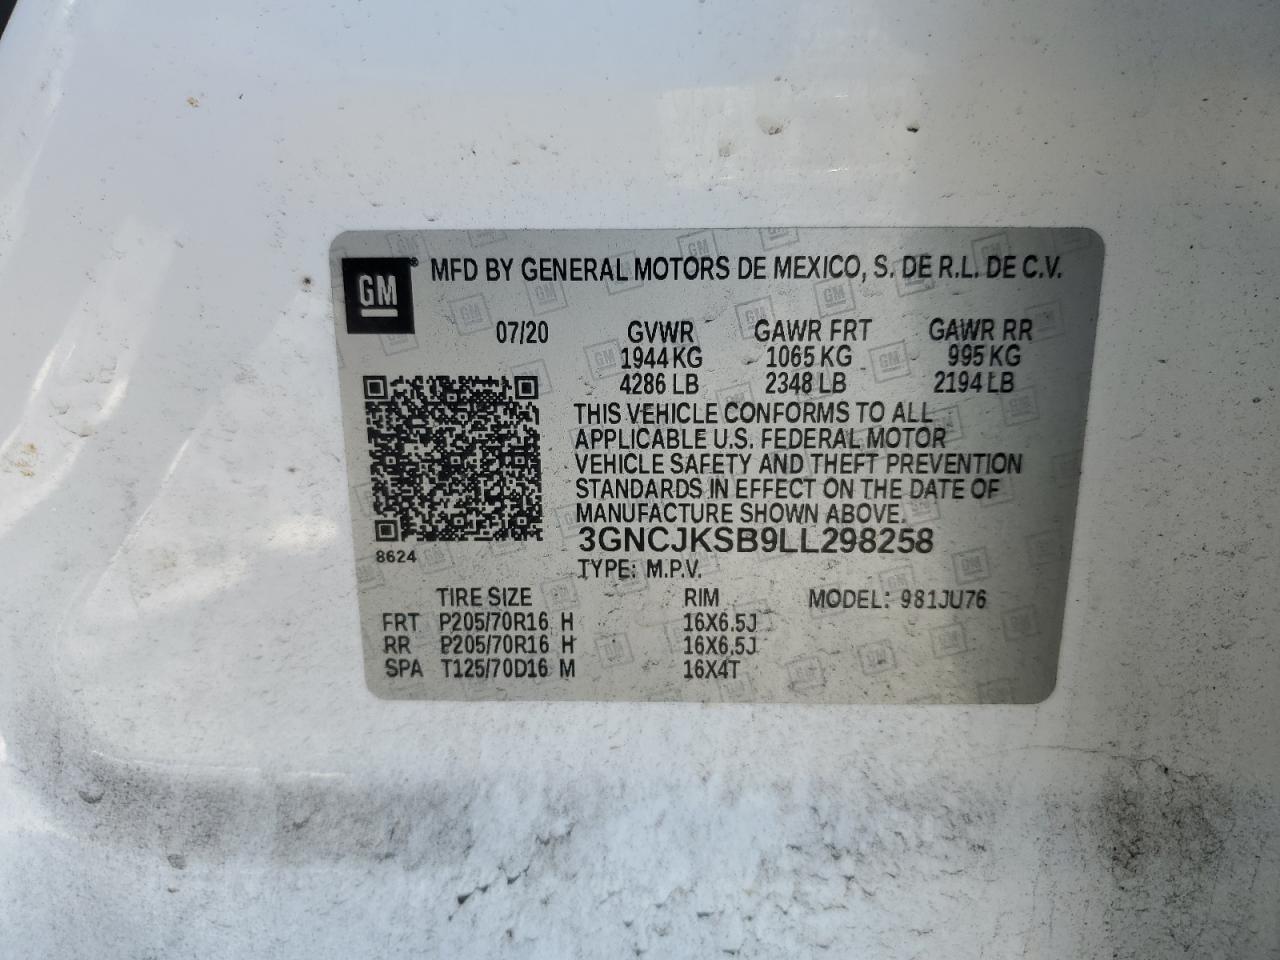 GM ® MFD BY GENERAL MOTORS DE MEXICO, S. DE R.L. DE C.V.
07/20 GVWR GAWR FRT GAWR RR
1944 KG 1065 KG 995 KG
4286 LB 2348 LB 2194 LB
THIS VEHICLE CONFORMS TO ALL
APPLICABLE U.S. FEDERAL MOTOR
VEHICLE SAFETY AND THEFT PREVENTION
STANDARDS IN EFFECT ON THE DATE OF
MANUFACTURE SHOWN ABOVE.
3GNCJKSB9LL298258
8624
TYPE: M.P.V.
TIRE SIZE RIM MODEL: 981JU76
FRT P205/70R16 H 16X6.5J
RR P205/70R16 H 16X6.5J
SPA T125/70D16 M 16X4T